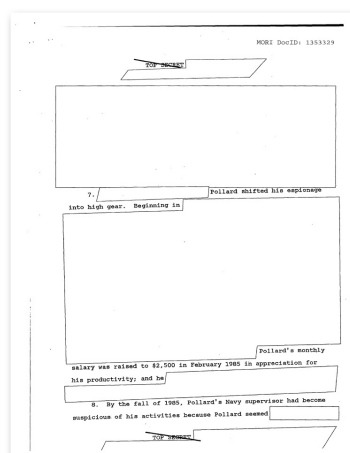 MORI DocID: 1353329
TOP SECRET
7. Pollard shifted his espionage
into high gear. Beginning in
Pollard's monthly
salary was raised to $2,500 in February 1985 in appreciation for
his productivity; and he
8. By the fall of 1985, Pollard's Navy supervisor had become
suspicious of his activities because Pollard seemed
TOP SECRET